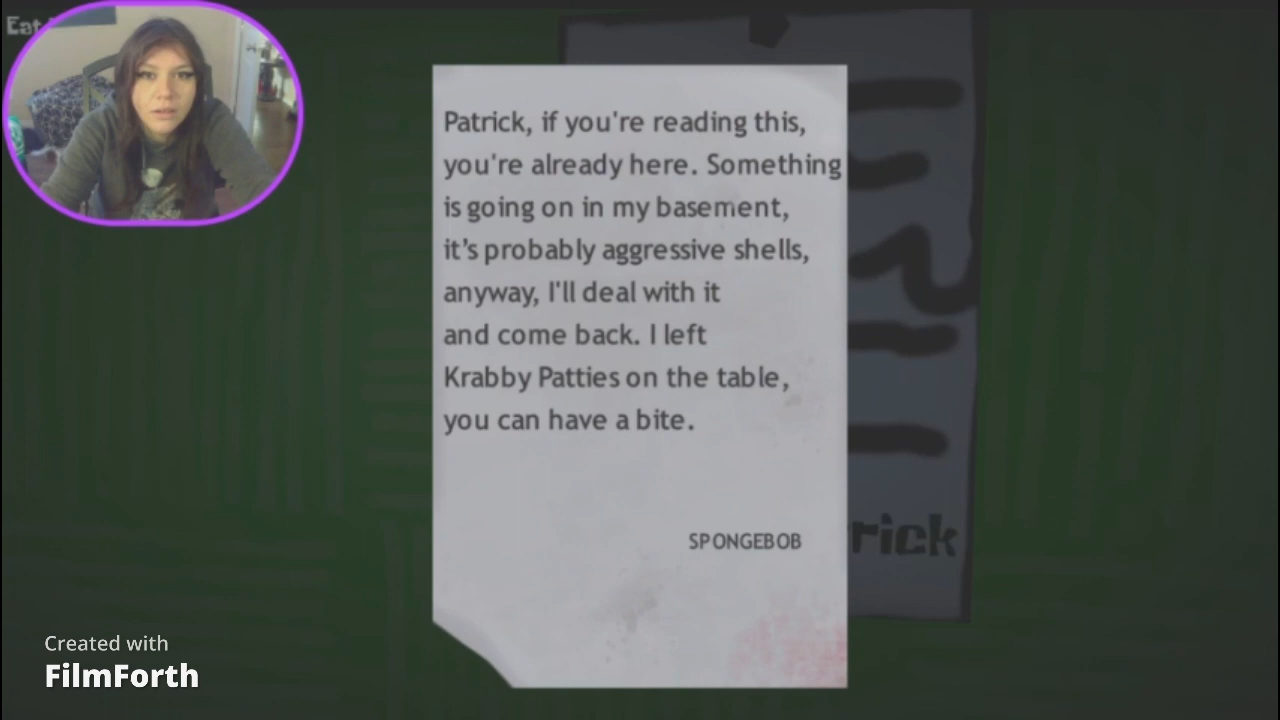 Eat
Patrick, if you're reading this,
you're already here. Something
is going on in my basement,
it's probably aggressive shells,
anyway, I'll deal with it
and come back. I left
Krabby Patties on the table,
you can have a bite.
SPONGEBOB
rick
Created with
FilmForth